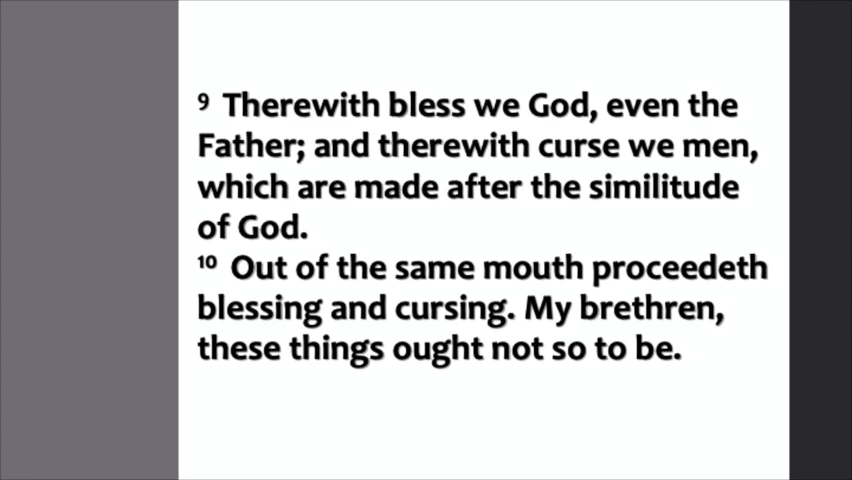 9 Therewith bless we God, even the
Father; and therewith curse we men,
which are made after the similitude
of God.
10 Out of the same mouth proceedeth
blessing and cursing. My brethren,
these things ought not so to be.